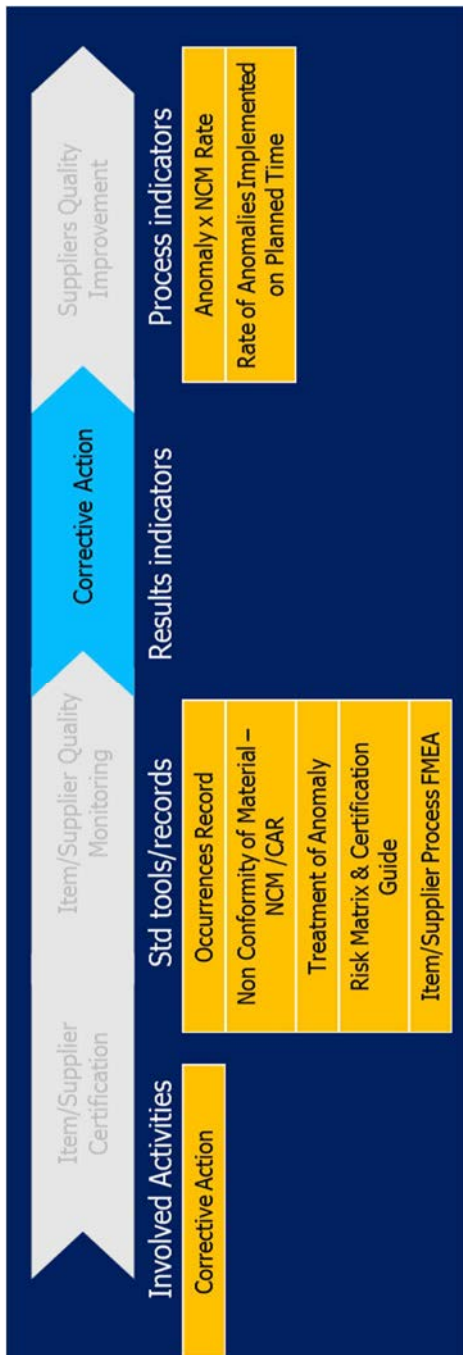 Item/Supplier
Certification
Item/Supplier Quality
Monitoring
Corrective Action
Suppliers Quality
Improvement
Involved Activities
Corrective Action
Std tools/records
Occurrences Record
Non Conformity of Material –
NCM /CAR
Treatment of Anomaly
Risk Matrix & Certification
Guide
Item/Supplier Process FMEA
Results indicators
Process indicators
Anomaly x NCM Rate
Rate of Anomalies Implemented
on Planned Time